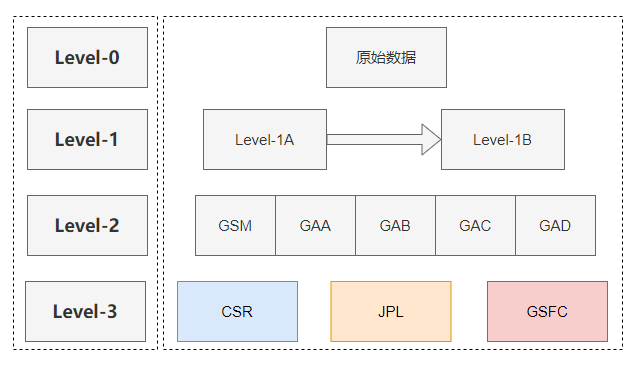 Level-0
原始数据
Level-1
Level-1A
Level-1B
Level-2
GSM
GAA
GAB
GAC
GAD
Level-3
CSR
JPL
GSFC